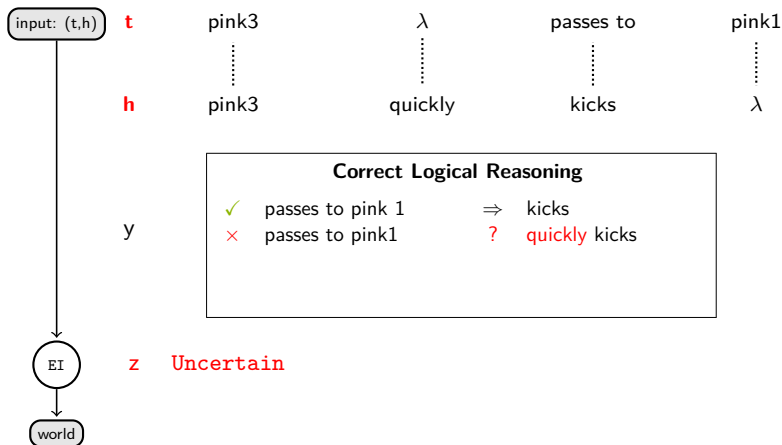 input: (t,h) t pink3 λ passes to pink1
h pink3 quickly kicks λ
Correct Logical Reasoning
✓ passes to pink 1 ⇒ kicks
y × passes to pink1 ? quickly kicks
EI z Uncertain
world